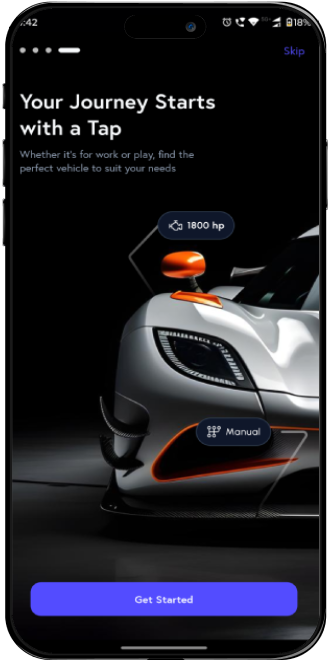 :42
18%
Skip
Your Journey Starts
with a Tap
Whether it's for work or play, find the
perfect vehicle to suit your needs
1800 hp
Manual
Get Started